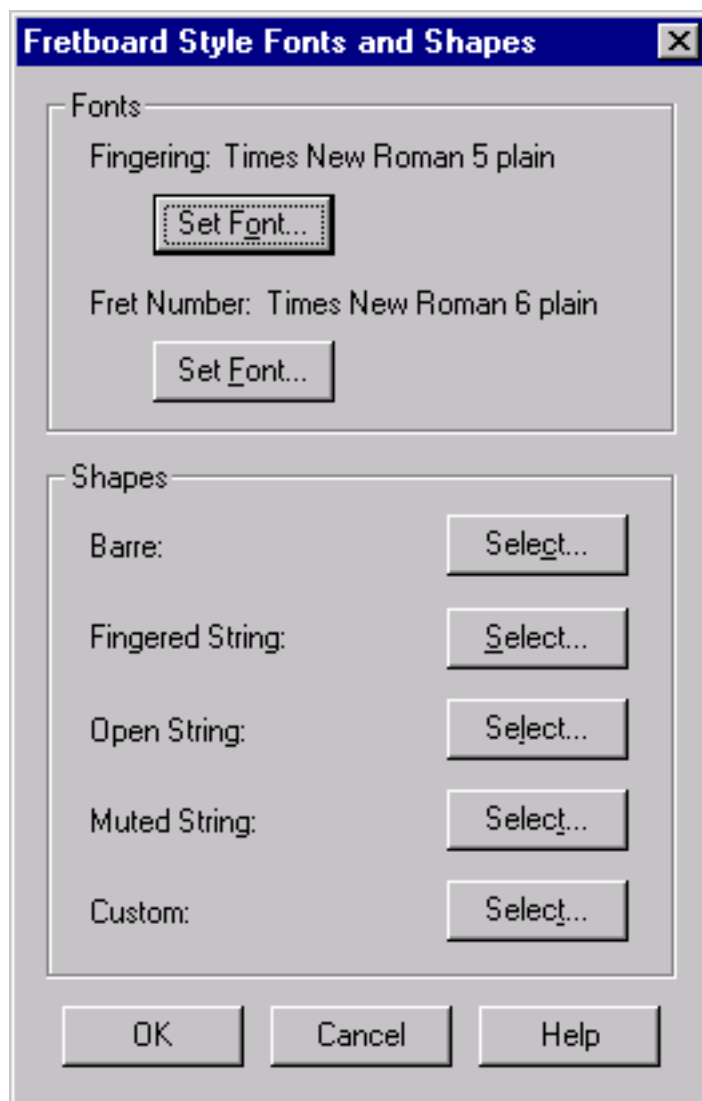 Fretboard Style Fonts and Shapes
Fonts
Fingering: Times New Roman 5 plain
Set Font...
Fret Number: Times New Roman 6 plain
Set Font...
Shapes
Barre: Select...
Fingered String: Select...
Open String: Select...
Muted String: Select...
Custom: Select...
OK Cancel Help